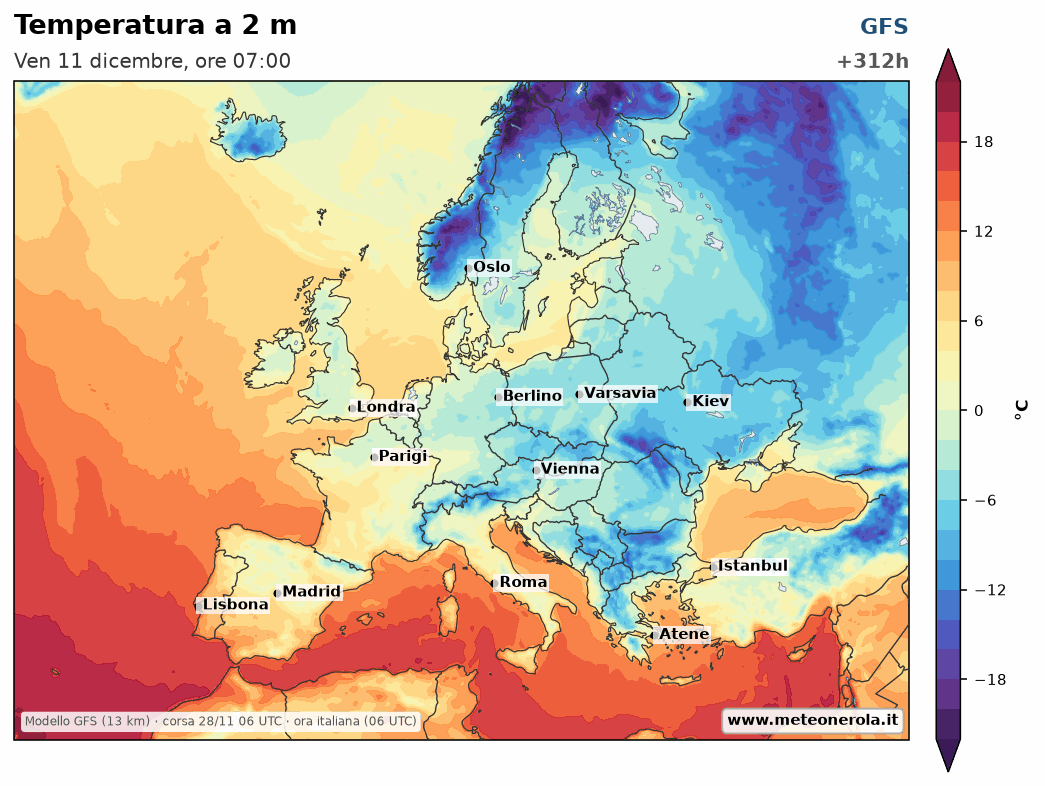 Temperatura a 2 m
GFS
Ven 11 dicembre, ore 07:00
+312h
Oslo
Londra
Berlino
Varsavia
Kiev
Parigi
Vienna
Istanbul
Roma
Madrid
Lisbona
Atene
Modello GFS (13 km) · corsa 28/11 06 UTC · ora italiana (06 UTC)
www.meteonerola.it
18
12
6
0
−6
−12
−18
°C